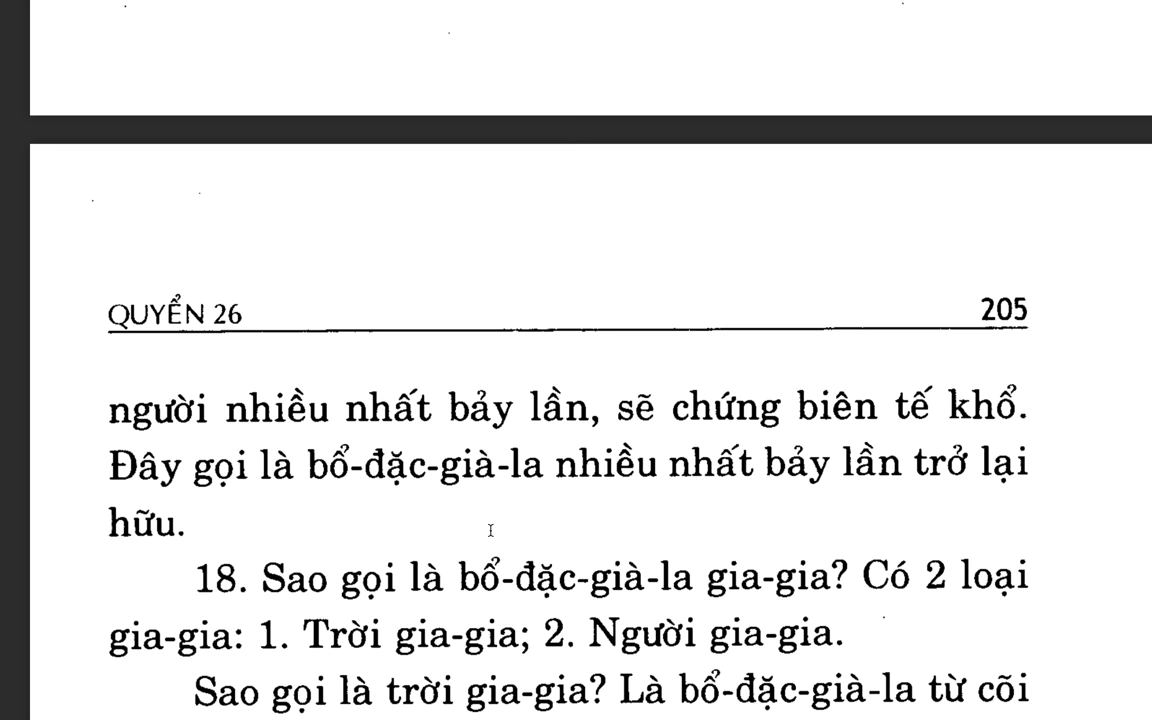 QUYỂN 26 205
người nhiều nhất bảy lần, sẽ chứng biên tế khổ.
Đây gọi là bổ-đặc-già-la nhiều nhất bảy lần trở lại
hữu.
18. Sao gọi là bổ-đặc-già-la gia-gia? Có 2 loại
gia-gia: 1. Trời gia-gia; 2. Người gia-gia.
Sao gọi là trời gia-gia? Là bổ-đặc-già-la từ cõi